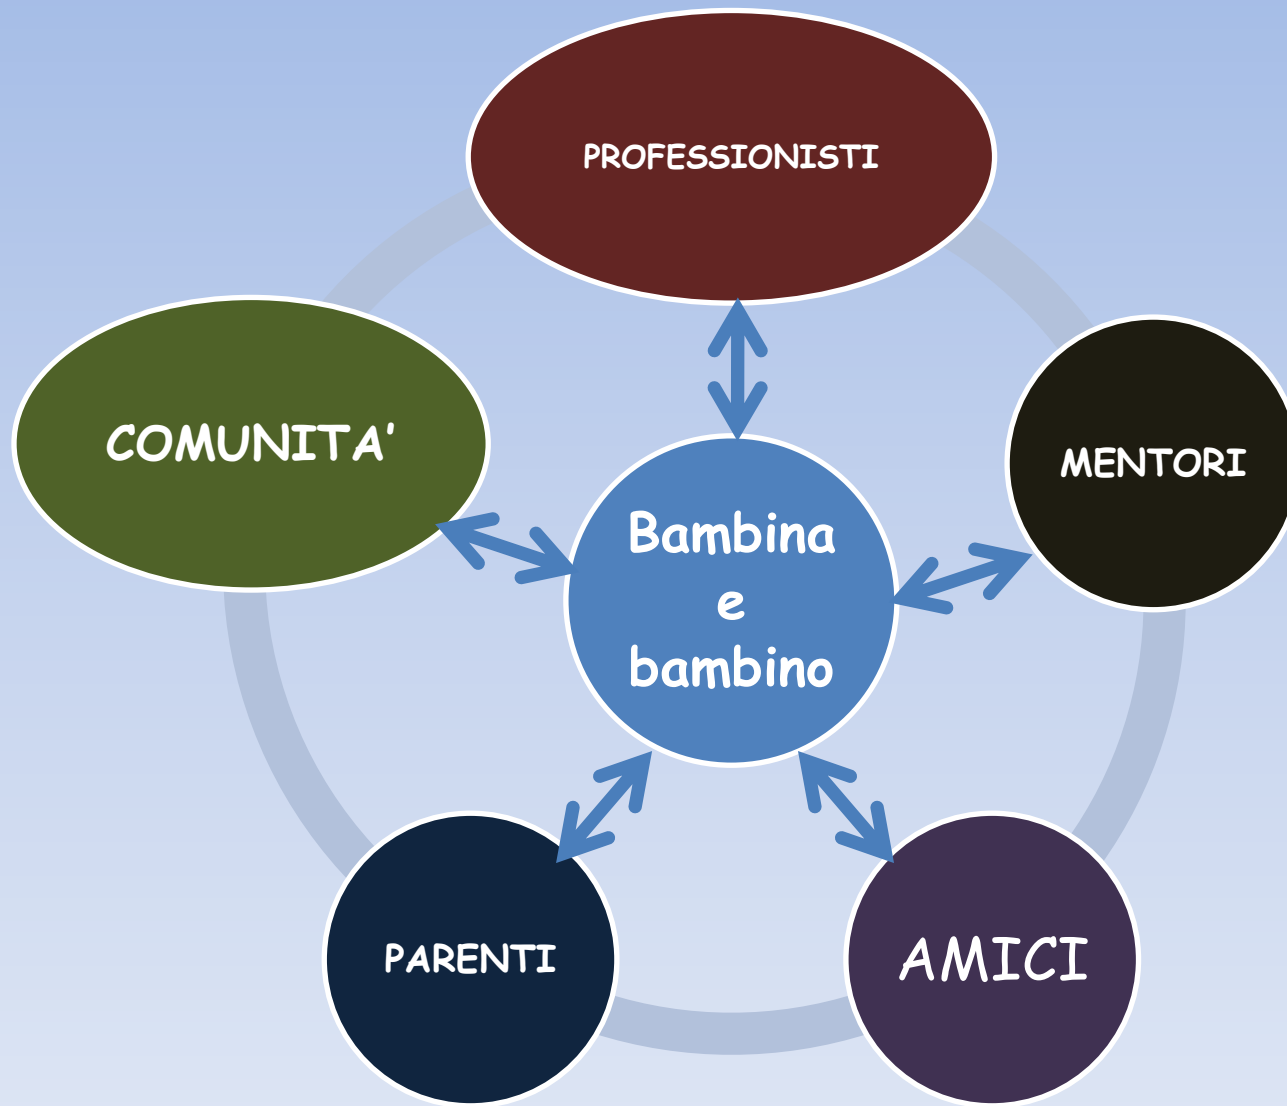 PROFESSIONISTI
COMUNITA'
MENTORI
Bambina
e
bambino
PARENTI
AMICI